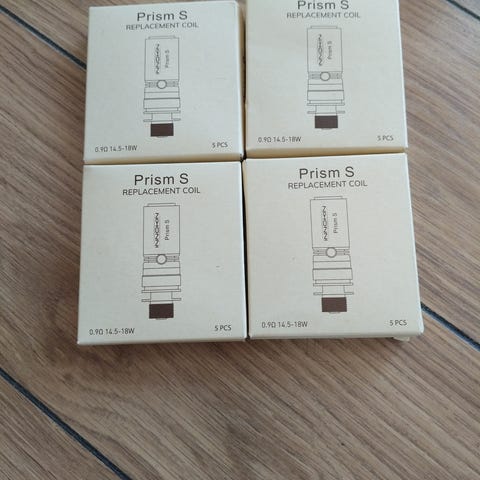 Prism S
REPLACEMENT COIL
INNOKIN
Prism S
0.9Ω 14.5-18W
5 PCS
Prism S
REPLACEMENT COIL
INNOKIN
Prism S
0.9Ω 14.5-18W
5 PCS
Prism S
REPLACEMENT COIL
INNOKIN
Prism S
0.9Ω 14.5-18W
5 PCS
Prism S
REPLACEMENT COIL
INNOKIN
Prism S
0.9Ω 14.5-18W
5 PCS